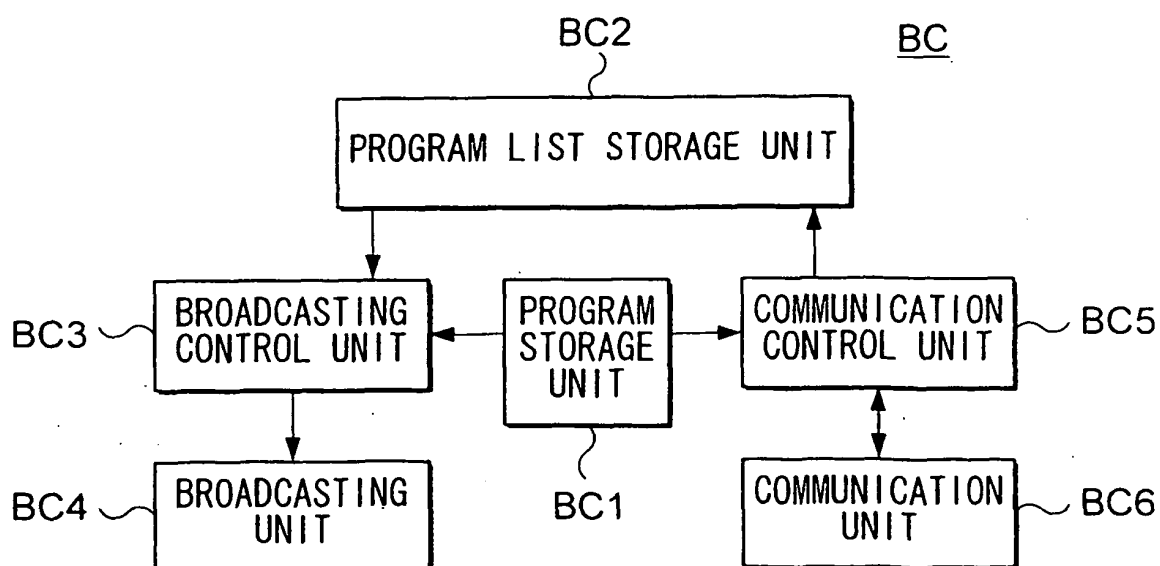 BC2
BC
PROGRAM LIST STORAGE UNIT
BC3
BROADCASTING
CONTROL UNIT
PROGRAM
STORAGE
UNIT
COMMUNICATION
CONTROL UNIT
BC5
BC4
BROADCASTING
UNIT
BC1
COMMUNICATION
UNIT
BC6